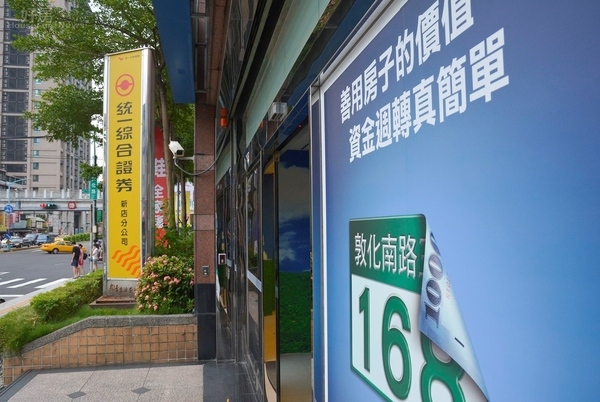 統一綜合證券
新店分公司
善用房子的價值
資金週轉真簡單
敦化南路
168
1000